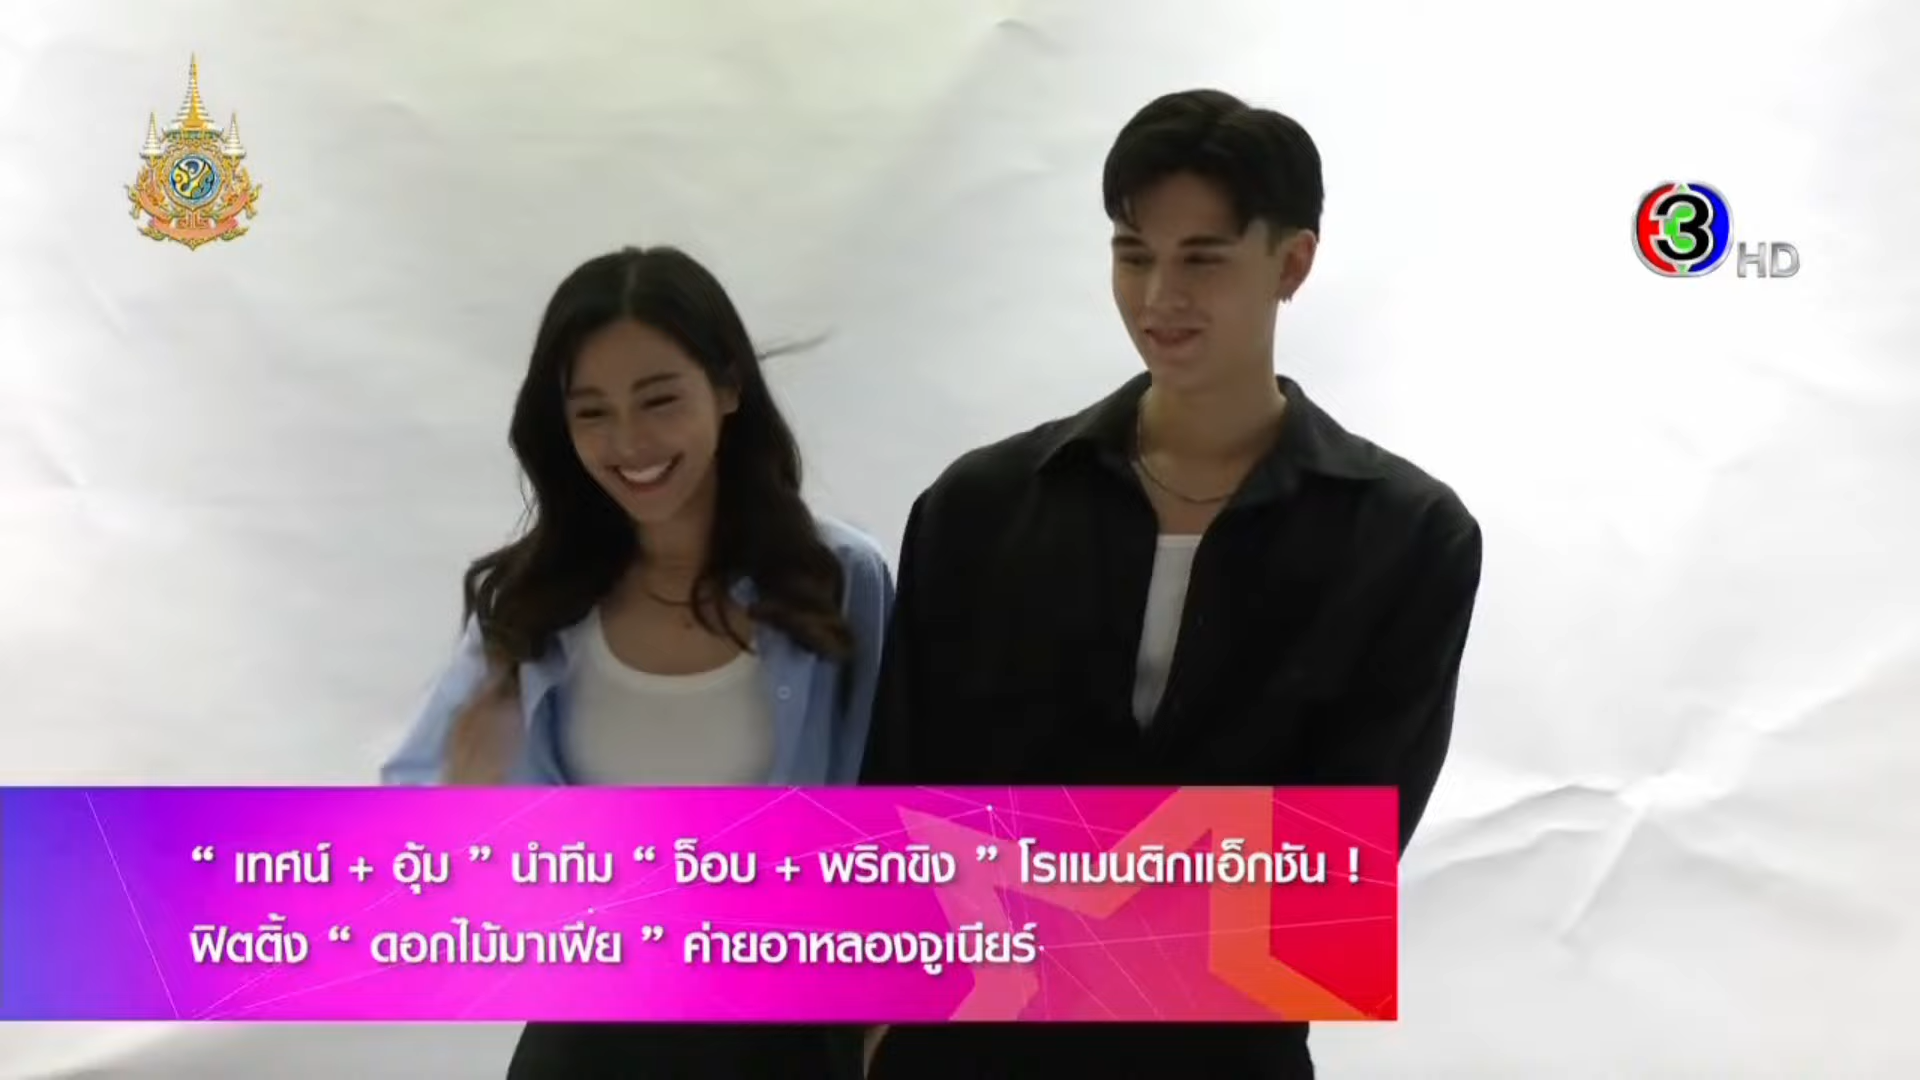 3 HD
“ เทศน์ + อุ้ม ” นำทีม “ จ็อบ + พริกขิง ” โรแมนติกแอ็กชัน !
ฟิตติ้ง “ ดอกไม้มาเฟีย ” ค่ายอาหลองจูเนียร์